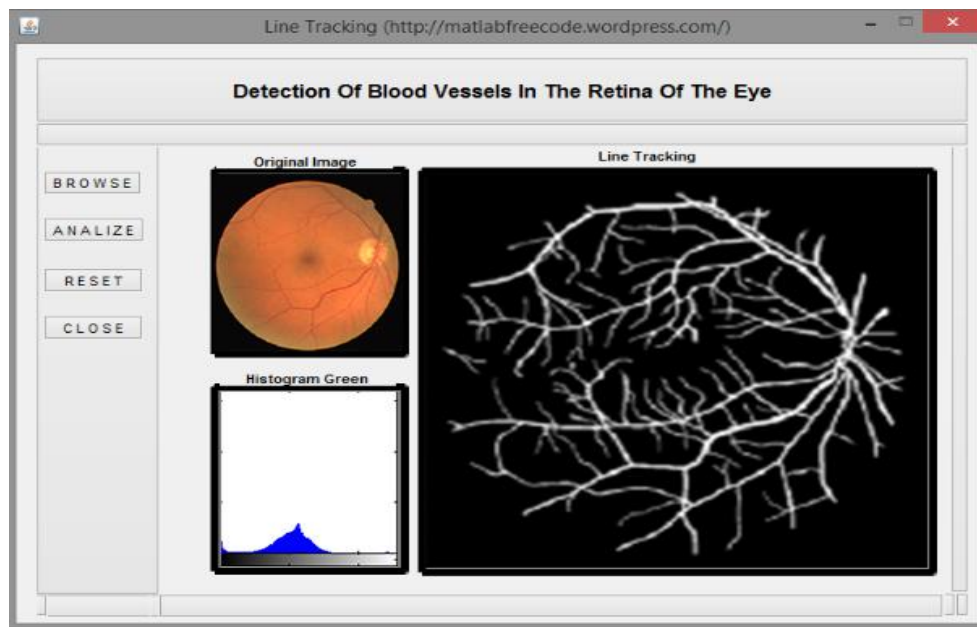 Line Tracking (http://matlabfreecode.wordpress.com/)
Detection Of Blood Vessels In The Retina Of The Eye
BROWSE
ANALIZE
RESET
CLOSE
Original Image
Line Tracking
Histogram Green